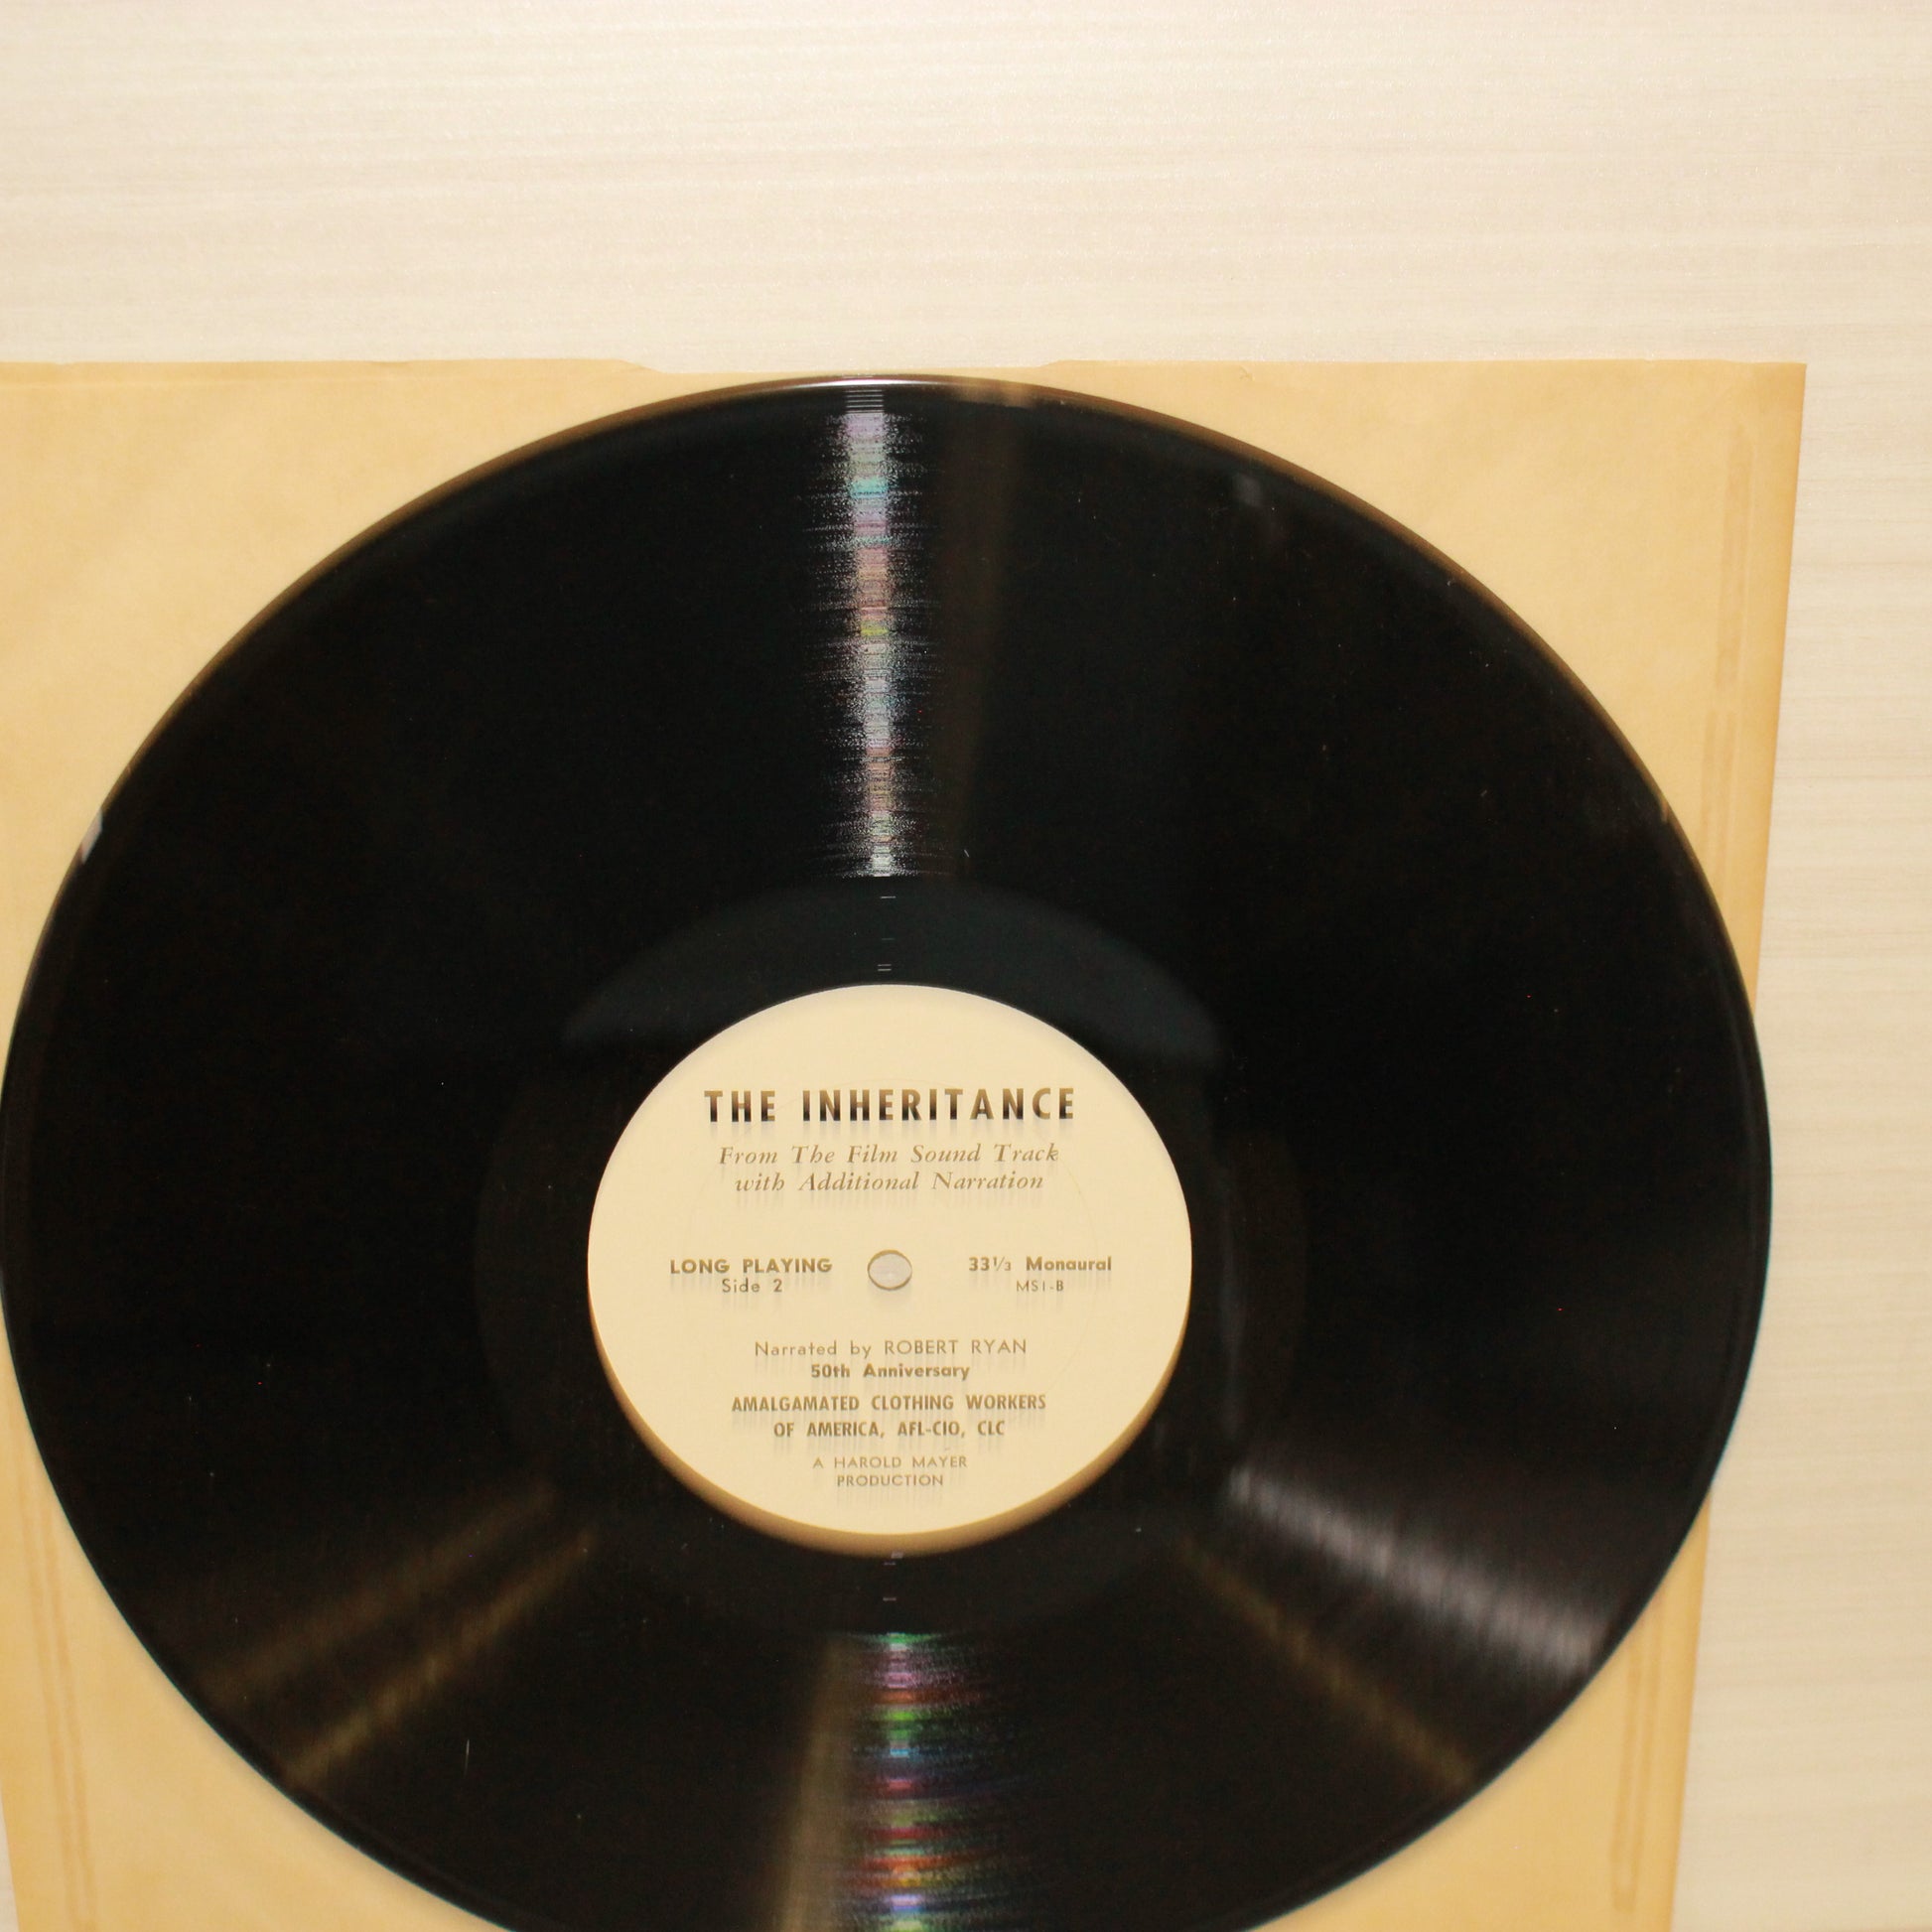 THE INHERITANCE
From The Film Sound Track
with Additional Narration
LONG PLAYING
Side 2
33⅓ Monaural
MS1-B
Narrated by ROBERT RYAN
50th Anniversary
AMALGAMATED CLOTHING WORKERS
OF AMERICA, AFL-CIO, CLC
A HAROLD MAYER
PRODUCTION